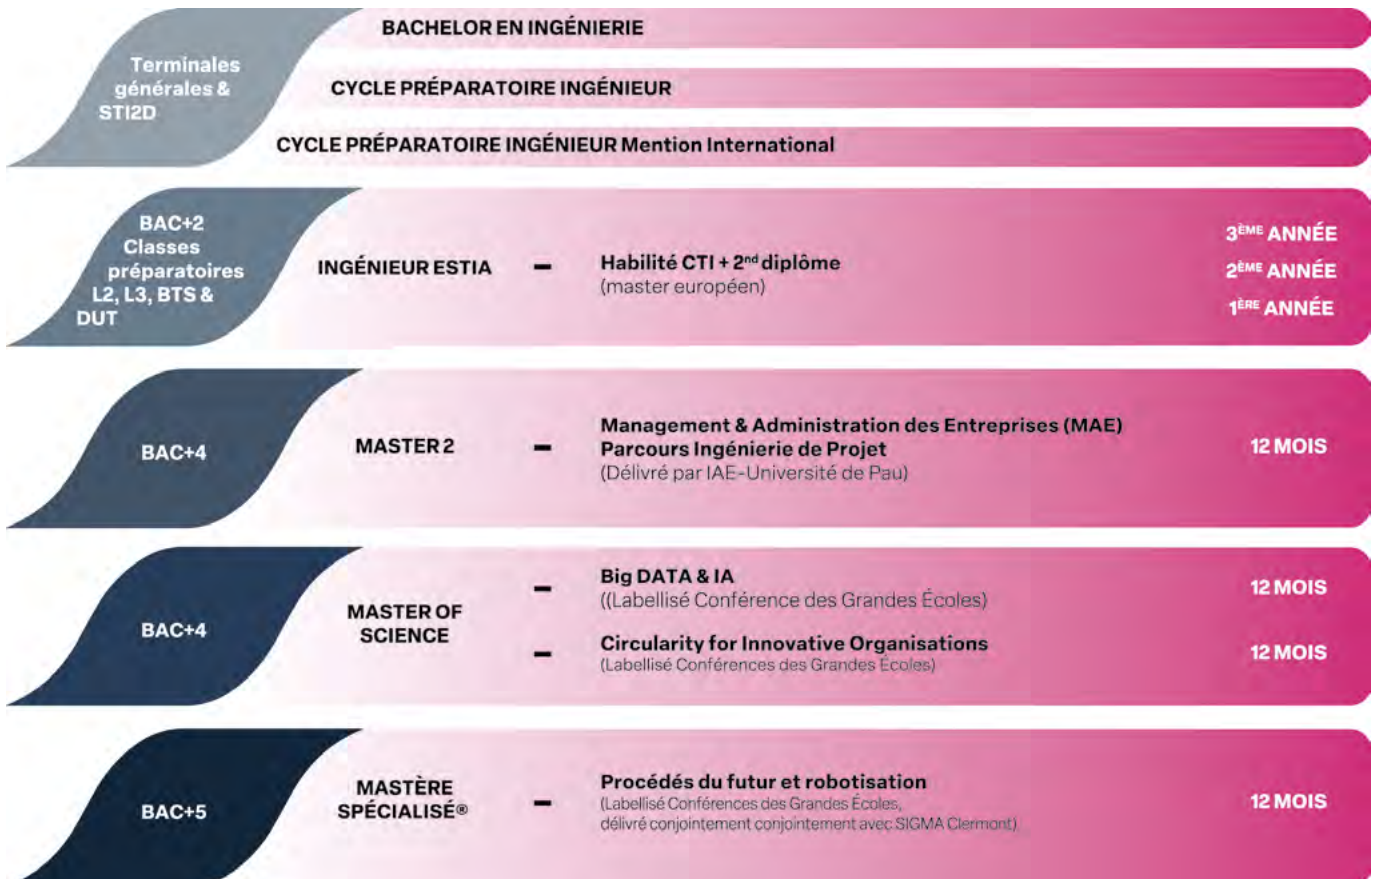 BACHELOR EN INGÉNIERIE
Terminales
générales &
STI2D
CYCLE PRÉPARATOIRE INGÉNIEUR
CYCLE PRÉPARATOIRE INGÉNIEUR Mention International
BAC+2
Classes
préparatoires
L2, L3, BTS &
DUT
INGÉNIEUR ESTIA
–
Habilité CTI + 2nd diplôme
(master européen)
3ÈME ANNÉE
2ÈME ANNÉE
1ÈRE ANNÉE
BAC+4
MASTER 2
–
Management & Administration des Entreprises (MAE)
Parcours Ingénierie de Projet
(Délivré par IAE-Université de Pau)
12 MOIS
BAC+4
MASTER OF
SCIENCE
–
Big DATA & IA
((Labellisé Conférence des Grandes Écoles)
12 MOIS
–
Circularity for Innovative Organisations
(Labellisé Conférences des Grandes Écoles)
12 MOIS
BAC+5
MASTÈRE
SPÉCIALISÉ®
–
Procédés du futur et robotisation
(Labellisé Conférences des Grandes Écoles,
délivré conjointement conjointement avec SIGMA Clermont)
12 MOIS